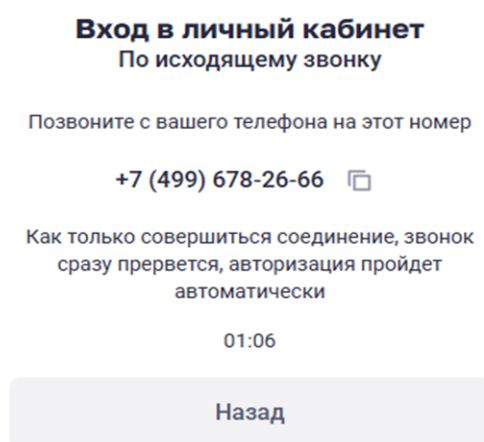 Вход в личный кабинет
По исходящему звонку
Позвоните с вашего телефона на этот номер
+7 (499) 678-26-66
Как только совершиться соединение, звонок
сразу прервется, авторизация пройдет
автоматически
01:06
Назад